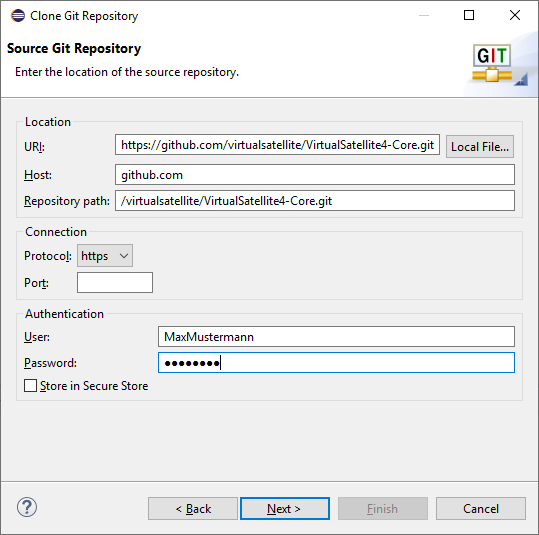 Clone Git Repository
Source Git Repository
Enter the location of the source repository.
GIT
Location
URI: https://github.com/virtualsatellite/VirtualSatellite4-Core.git Local File...
Host: github.com
Repository path: /virtualsatellite/VirtualSatellite4-Core.git
Connection
Protocol: https
Port:
Authentication
User: MaxMustermann
Password: ●●●●●●●●
Store in Secure Store
? < Back Next > Finish Cancel